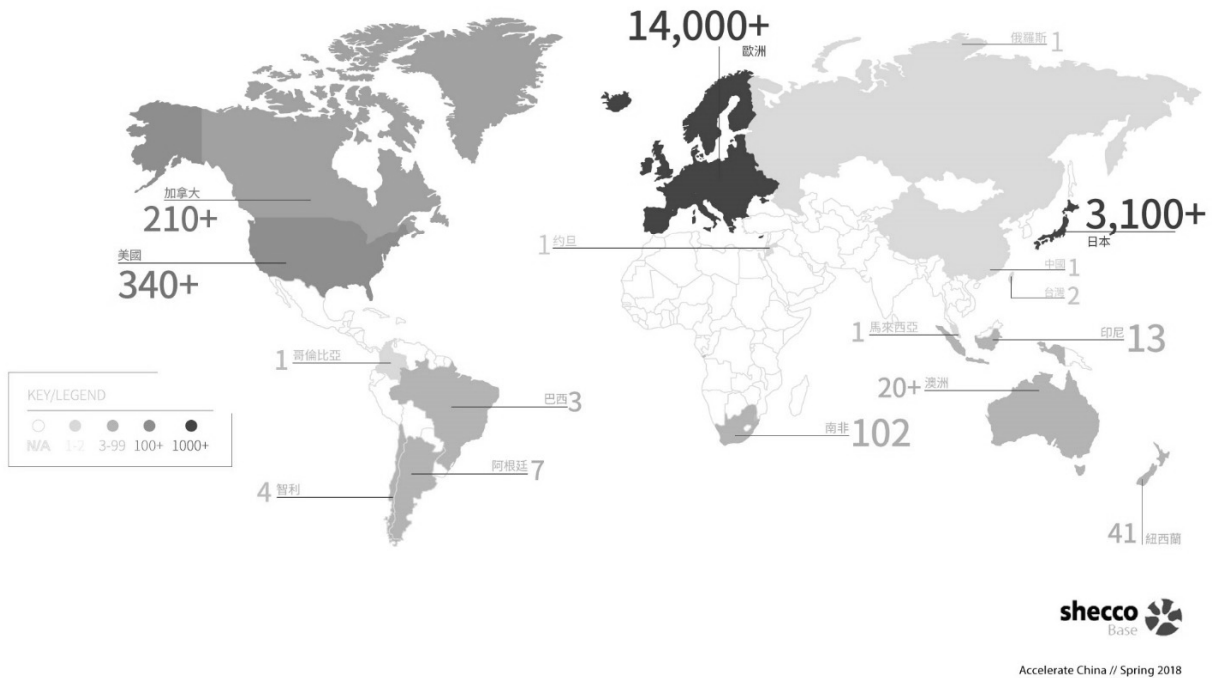 14,000+
歐洲
俄羅斯 1
加拿大
210+
美國
340+
1 约旦
3,100+
日本
中國 1
台灣 2
1 馬來西亞
印尼 13
1 哥倫比亞
20+ 澳洲
巴西 3
南非 102
阿根廷 7
4 智利
41 紐西蘭
KEY/LEGEND
N/A 1-2 3-99 100+ 1000+
shecco
Base
Accelerate China // Spring 2018